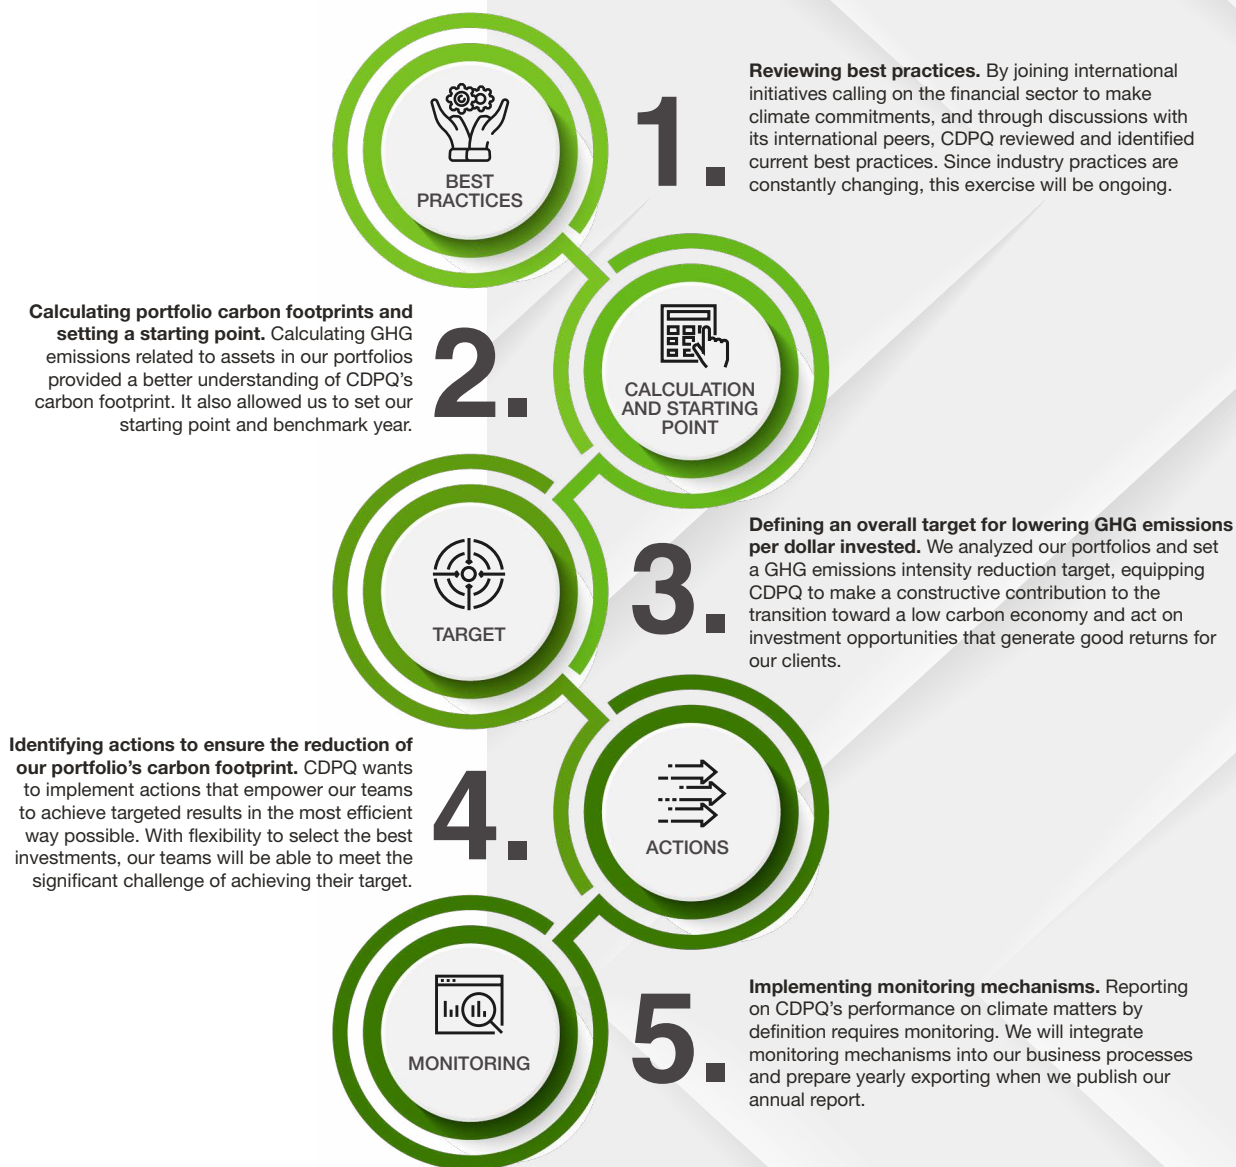 BEST
PRACTICES
1.
Reviewing best practices. By joining international
initiatives calling on the financial sector to make
climate commitments, and through discussions with
its international peers, CDPQ reviewed and identified
current best practices. Since industry practices are
constantly changing, this exercise will be ongoing.
Calculating portfolio carbon footprints and
setting a starting point. Calculating GHG
emissions related to assets in our portfolios
provided a better understanding of CDPQ’s
carbon footprint. It also allowed us to set our
starting point and benchmark year.
2.
CALCULATION
AND STARTING
POINT
TARGET
3.
Defining an overall target for lowering GHG emissions
per dollar invested. We analyzed our portfolios and set
a GHG emissions intensity reduction target, equipping
CDPQ to make a constructive contribution to the
transition toward a low carbon economy and act on
investment opportunities that generate good returns for
our clients.
Identifying actions to ensure the reduction of
our portfolio’s carbon footprint. CDPQ wants
to implement actions that empower our teams
to achieve targeted results in the most efficient
way possible. With flexibility to select the best
investments, our teams will be able to meet the
significant challenge of achieving their target.
4.
ACTIONS
MONITORING
5.
Implementing monitoring mechanisms. Reporting
on CDPQ’s performance on climate matters by
definition requires monitoring. We will integrate
monitoring mechanisms into our business processes
and prepare yearly exporting when we publish our
annual report.